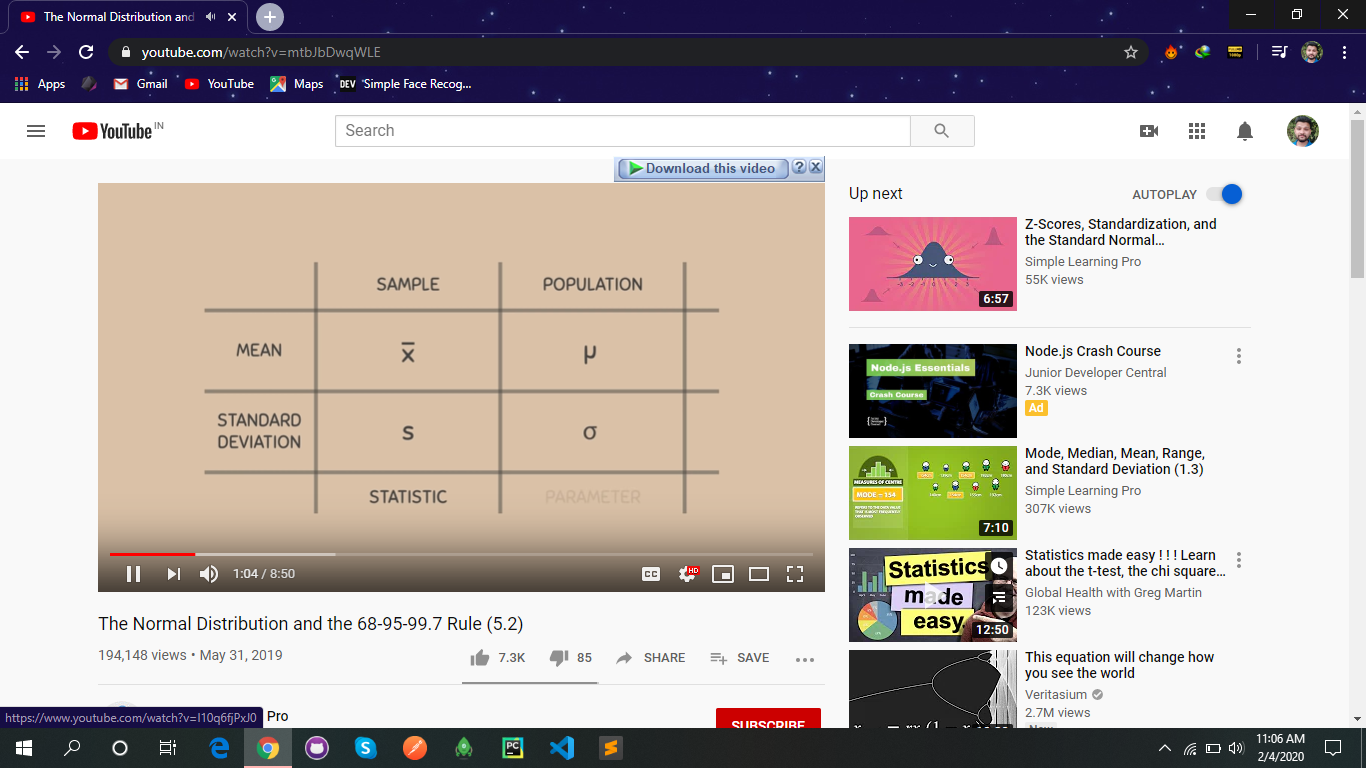 The Normal Distribution and
youtube.com/watch?v=mtbJbDwqWLE
Apps
Gmail
YouTube
Maps
DEV
'Simple Face Recog...
YouTube IN
Search
Download this video ? X
SAMPLE POPULATION
MEAN x̄ μ
STANDARD DEVIATION s σ
STATISTIC PARAMETER
1:04 / 8:50
CC
HD
The Normal Distribution and the 68-95-99.7 Rule (5.2)
194,148 views • May 31, 2019
7.3K
85
SHARE
SAVE
https://www.youtube.com/watch?v=I10q6fjPxJ0
Pro
SUBSCRIBE
Up next
AUTOPLAY
6:57
Z-Scores, Standardization, and
the Standard Normal...
Simple Learning Pro
55K views
Node.js Essentials
Crash Course
Node.js Crash Course
Junior Developer Central
7.3K views
Ad
MEASURES OF CENTRE
MODE = 154
7:10
Mode, Median, Mean, Range,
and Standard Deviation (1.3)
Simple Learning Pro
307K views
Statistics
made
easy.
12:50
Statistics made easy ! ! ! Learn
about the t-test, the chi square...
Global Health with Greg Martin
123K views
This equation will change how
you see the world
Veritasium
2.7M views
PC
11:06 AM
2/4/2020